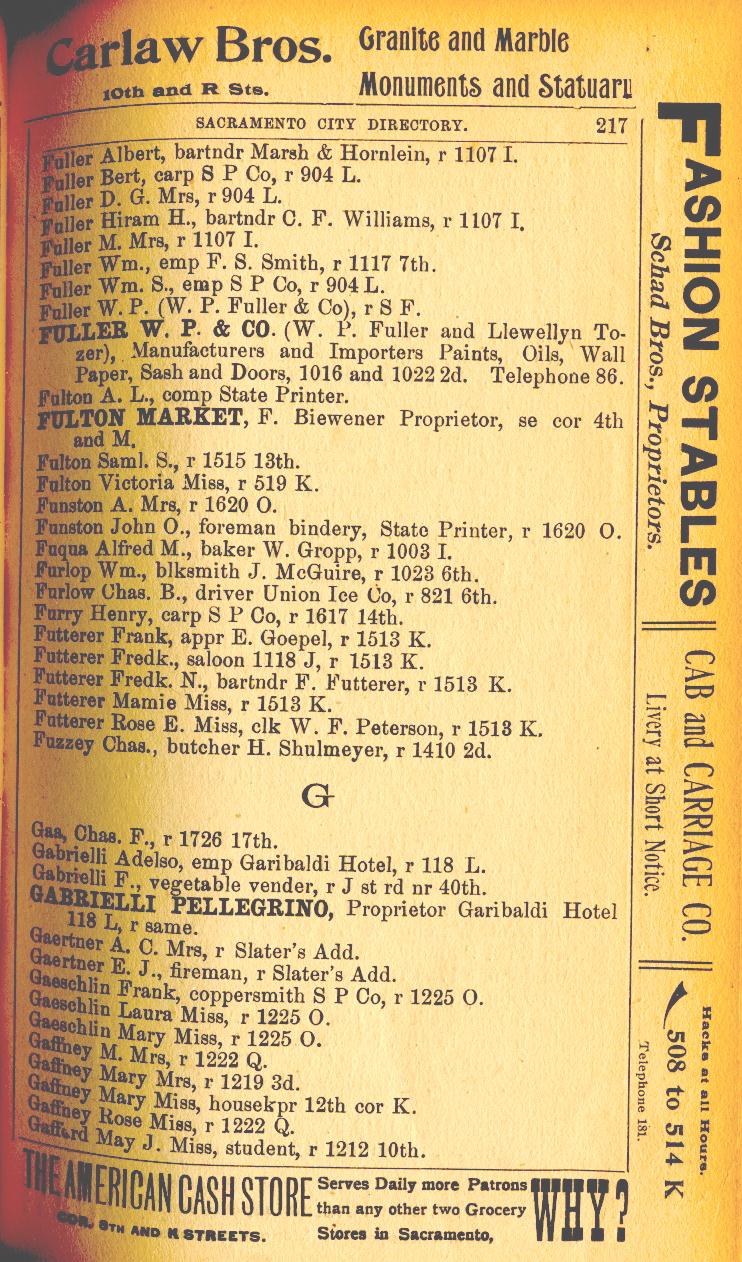 Carlaw Bros. Granite and Marble
10th and R Sts. Monuments and Statuary
SACRAMENTO CITY DIRECTORY. 217
Fuller Albert, bartndr Marsh & Hornlein, r 1107 I.
Fuller Bert, carp S P Co, r 904 L.
Fuller D. G. Mrs, r 904 L.
Fuller Hiram H., bartndr C. F. Williams, r 1107 I.
Fuller M. Mrs, r 1107 I.
Fuller Wm., emp F. S. Smith, r 1117 7th.
Fuller Wm. S., emp S P Co, r 904 L.
Fuller W. P. (W. P. Fuller & Co), r S F.
FULLER W. P. & CO. (W. P. Fuller and Llewellyn To-
zer), Manufacturers and Importers Paints, Oils, Wall
Paper, Sash and Doors, 1016 and 1022 2d. Telephone 86.
Fulton A. L., comp State Printer.
FULTON MARKET, F. Biewener Proprietor, se cor 4th
and M.
Fulton Saml. S., r 1515 13th.
Fulton Victoria Miss, r 519 K.
Funston A. Mrs, r 1620 O.
Funston John O., foreman bindery, State Printer, r 1620 O.
Fuqua Alfred M., baker W. Gropp, r 1003 I.
Furlop Wm., blksmith J. McGuire, r 1023 6th.
Furlow Chas. B., driver Union Ice Co, r 821 6th.
Furry Henry, carp S P Co, r 1617 14th.
Futterer Frank, appr E. Goepel, r 1513 K.
Futterer Fredk., saloon 1118 J, r 1513 K.
Futterer Fredk. N., bartndr F. Futterer, r 1513 K.
Futterer Mamie Miss, r 1513 K.
Futterer Rose E. Miss, clk W. F. Peterson, r 1513 K.
Fuzzey Chas., butcher H. Shulmeyer, r 1410 2d.
G
Gaa, Chas. F., r 1726 17th.
Gabrielli Adelso, emp Garibaldi Hotel, r 118 L.
Gabrielli F., vegetable vender, r J st rd nr 40th.
GABRIELLI PELLEGRINO, Proprietor Garibaldi Hotel
118 L, r same.
Gaertner A. C. Mrs, r Slater's Add.
Gaertner E. J., fireman, r Slater's Add.
Gaeschlin Frank, coppersmith S P Co, r 1225 O.
Gaeschlin Laura Miss, r 1225 O.
Gaeschlin Mary Miss, r 1225 O.
Gaffney M. Mrs, r 1222 Q.
Gaffney Mary Mrs, r 1219 3d.
Gaffney Mary Miss, housekpr 12th cor K.
Gaffney Rose Miss, r 1222 Q.
Gafford May J. Miss, student, r 1212 10th.
THE AMERICAN CASH STORE
COR. 8TH AND K STREETS.
Serves Daily more Patrons
than any other two Grocery
Stores in Sacramento,
WHY?
FASHION STABLES
Schad Bros., Proprietors.
CAB and CARRIAGE CO.
Livery at Short Notice.
Hacks at all Hours.
508 to 514 K
Telephone 181.